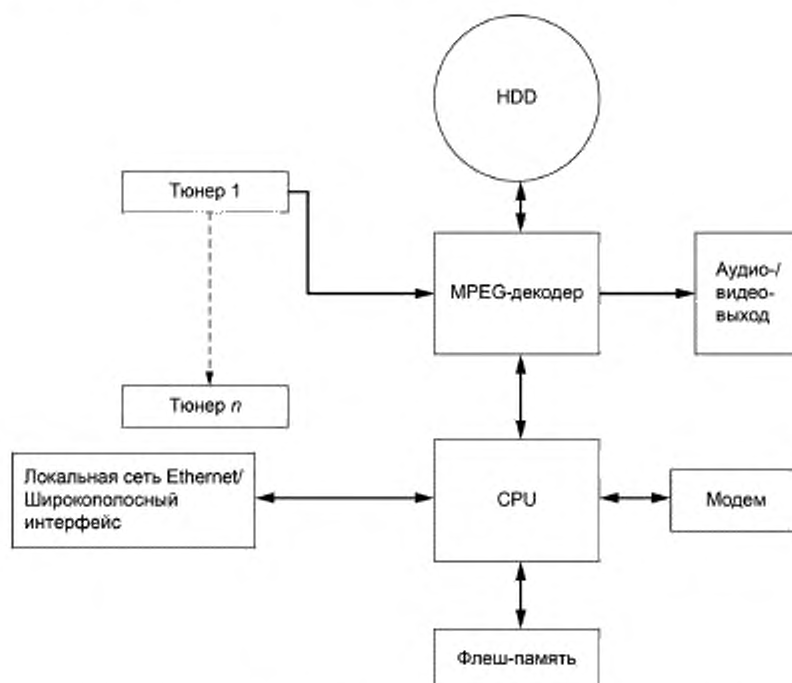 HDD
Тюнер 1
MPEG-декодер
Аудио-/
видео-
выход
Тюнер n
Локальная сеть Ethernet/
Широкополосный
интерфейс
CPU
Модем
Флеш-память